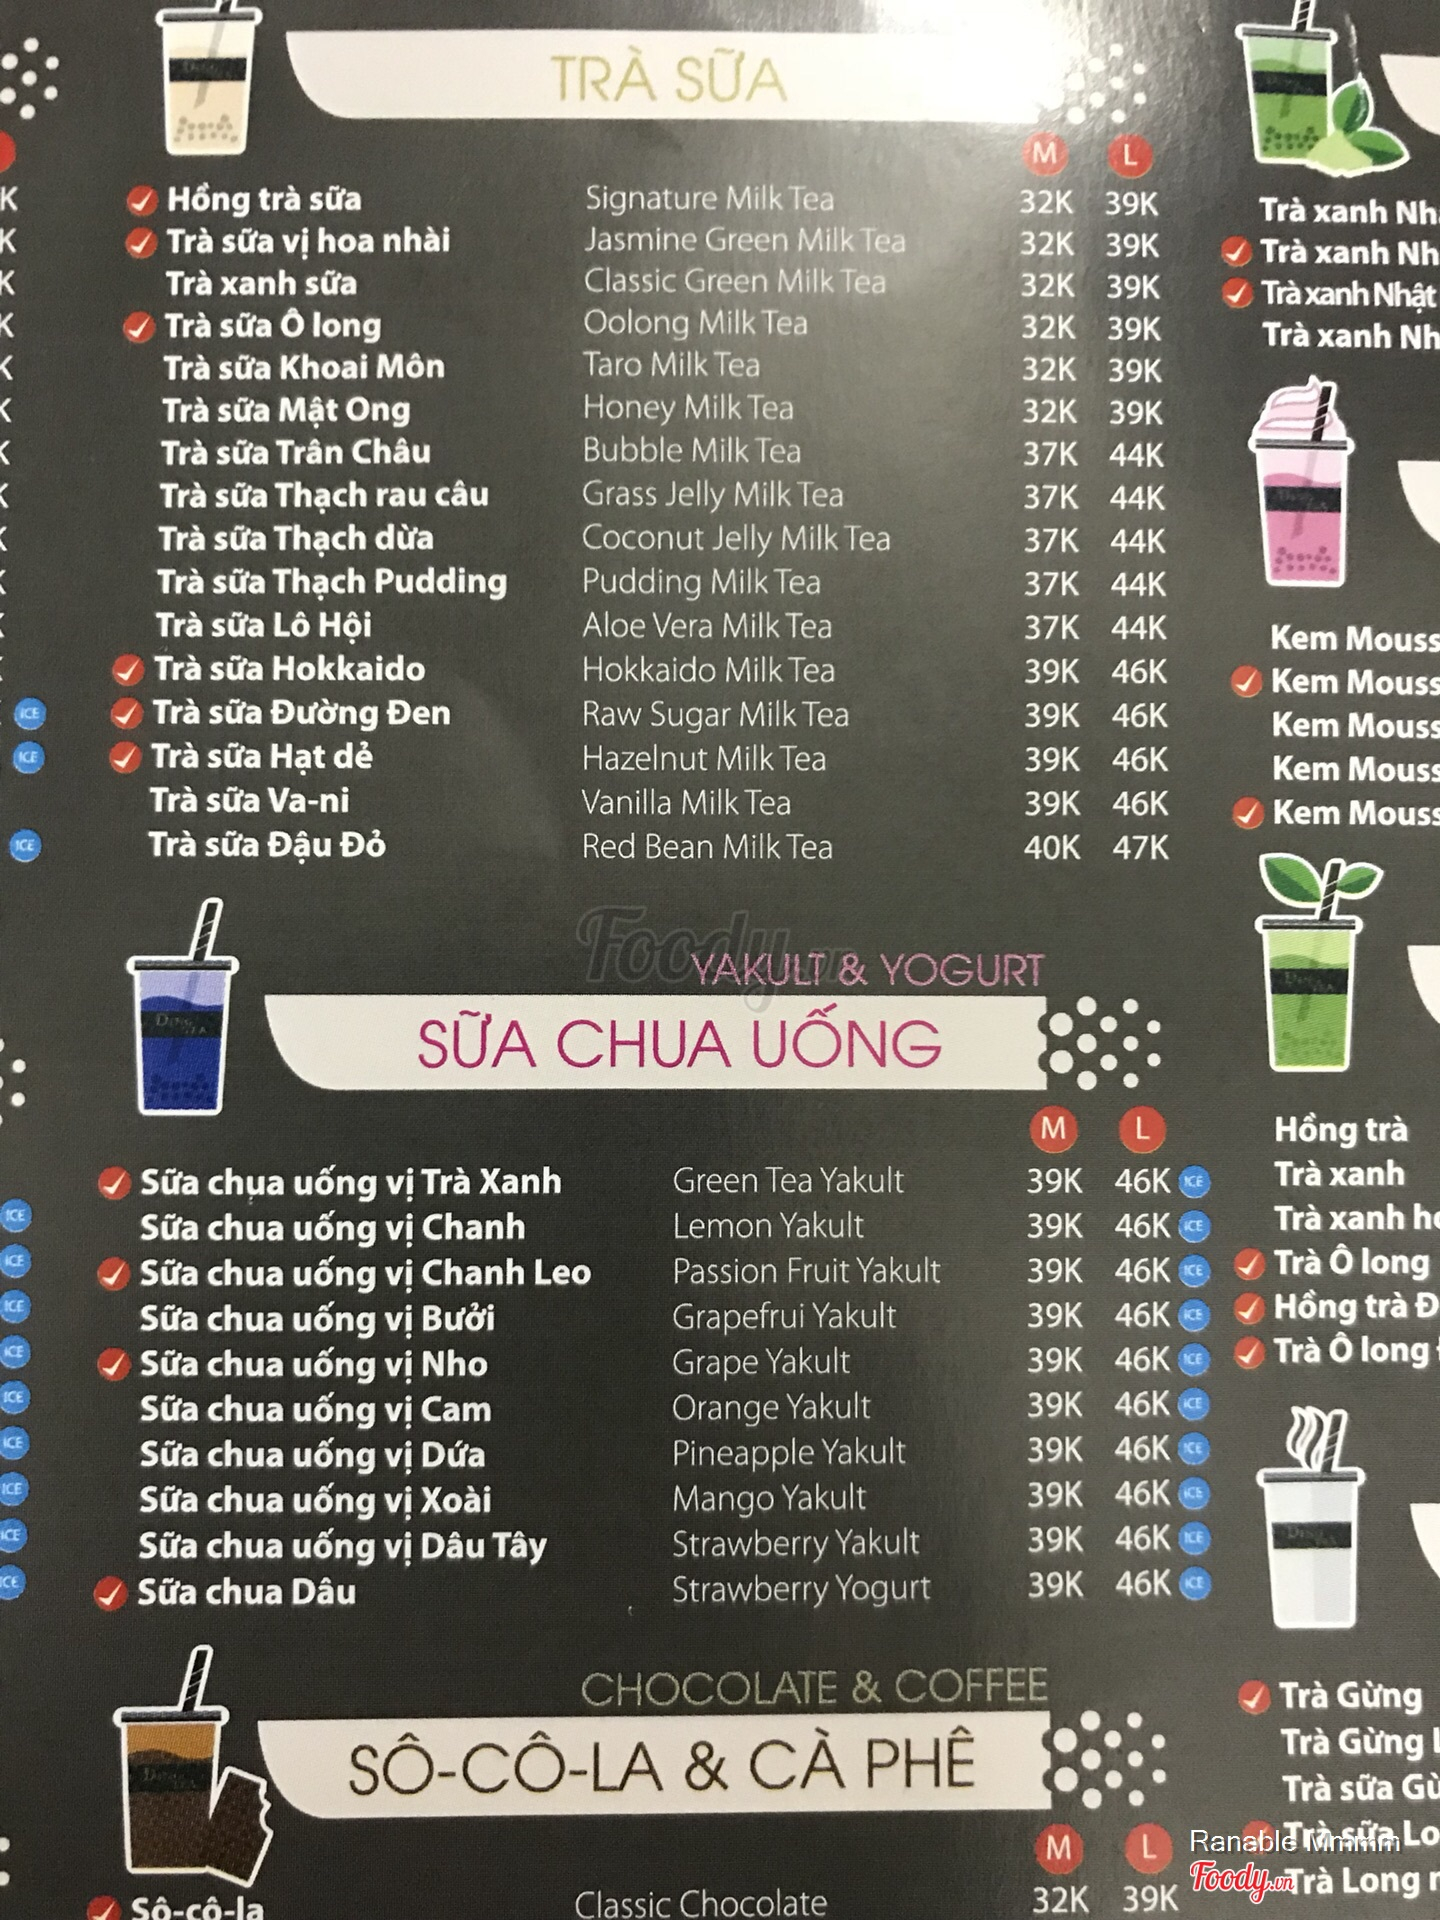 TRÀ SỮA
M L
Hồng trà sữa Signature Milk Tea 32K 39K
Trà sữa vị hoa nhài Jasmine Green Milk Tea 32K 39K
Trà xanh sữa Classic Green Milk Tea 32K 39K
Trà sữa Ô long Oolong Milk Tea 32K 39K
Trà sữa Khoai Môn Taro Milk Tea 32K 39K
Trà sữa Mật Ong Honey Milk Tea 32K 39K
Trà sữa Trân Châu Bubble Milk Tea 37K 44K
Trà sữa Thạch rau câu Grass Jelly Milk Tea 37K 44K
Trà sữa Thạch dừa Coconut Jelly Milk Tea 37K 44K
Trà sữa Thạch Pudding Pudding Milk Tea 37K 44K
Trà sữa Lô Hội Aloe Vera Milk Tea 37K 44K
Trà sữa Hokkaido Hokkaido Milk Tea 39K 46K
Trà sữa Đường Đen Raw Sugar Milk Tea 39K 46K
Trà sữa Hạt dẻ Hazelnut Milk Tea 39K 46K
Trà sữa Va-ni Vanilla Milk Tea 39K 46K
Trà sữa Đậu Đỏ Red Bean Milk Tea 40K 47K
Foody.vn
YAKULT & YOGURT
SỮA CHUA UỐNG
M L
Sữa chua uống vị Trà Xanh Green Tea Yakult 39K 46K ICE
Sữa chua uống vị Chanh Lemon Yakult 39K 46K ICE
Sữa chua uống vị Chanh Leo Passion Fruit Yakult 39K 46K ICE
Sữa chua uống vị Bưởi Grapefrui Yakult 39K 46K ICE
Sữa chua uống vị Nho Grape Yakult 39K 46K ICE
Sữa chua uống vị Cam Orange Yakult 39K 46K ICE
Sữa chua uống vị Dứa Pineapple Yakult 39K 46K ICE
Sữa chua uống vị Xoài Mango Yakult 39K 46K ICE
Sữa chua uống vị Dâu Tây Strawberry Yakult 39K 46K ICE
Sữa chua Dâu Strawberry Yogurt 39K 46K ICE
CHOCOLATE & COFFEE
SÔ-CÔ-LA & CÀ PHÊ
M L
Sô-cô-la Classic Chocolate 32K 39K
Trà xanh
Trà xanh
Trà xanh Nhật
Trà xanh
Kem
Kem
Kem
Kem
Kem
Hồng trà
Trà xanh
Trà xanh
Trà Ô long
Hồng trà
Trà Ô long
Trà Gừng
Trà Gừng
Trà sữa
Trà sữa
Trà Long
Ranable Mmmm
Foody.vn